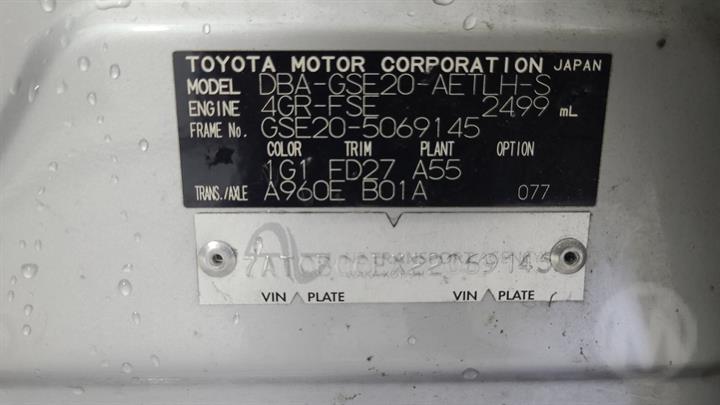 TOYOTA MOTOR CORPORATION JAPAN
MODEL DBA-GSE20-AETLH-S
ENGINE 4GR-FSE 2499 mL
FRAME No. GSE20-5069145
COLOR TRIM PLANT OPTION
1G1 FD27 A55
TRANS./AXLE A960E B01A 077
VIN PLATE VIN PLATE